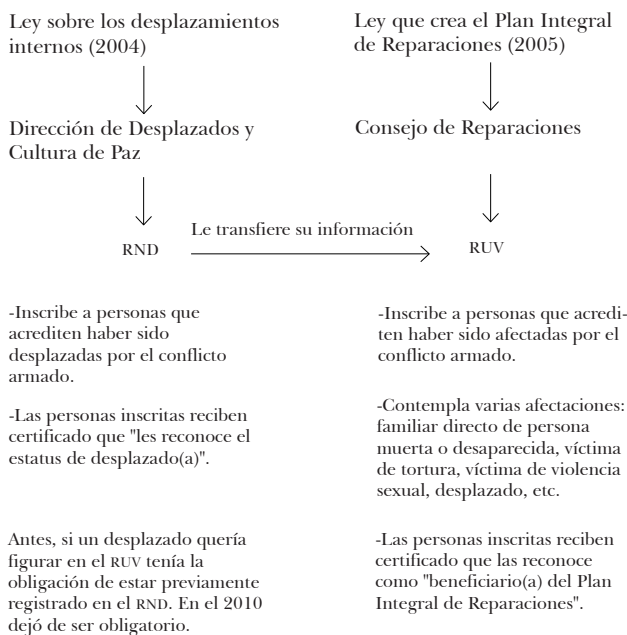 Ley sobre los desplazamientos
internos (2004)
Dirección de Desplazados y
Cultura de Paz
RND
Le transfiere su información
Ley que crea el Plan Integral
de Reparaciones (2005)
Consejo de Reparaciones
RUV
-Inscribe a personas que
acrediten haber sido
desplazadas por el conflicto
armado.
-Las personas inscritas reciben
certificado que "les reconoce el
estatus de desplazado(a)".
Antes, si un desplazado quería
figurar en el RUV tenía la
obligación de estar previamente
registrado en el RND. En el 2010
dejó de ser obligatorio.
-Inscribe a personas que acredi-
ten haber sido afectadas por el
conflicto armado.
-Contempla varias afectaciones:
familiar directo de persona
muerta o desaparecida, víctima
de tortura, víctima de violencia
sexual, desplazado, etc.
-Las personas inscritas reciben
certificado que las reconoce
como "beneficiario(a) del Plan
Integral de Reparaciones".